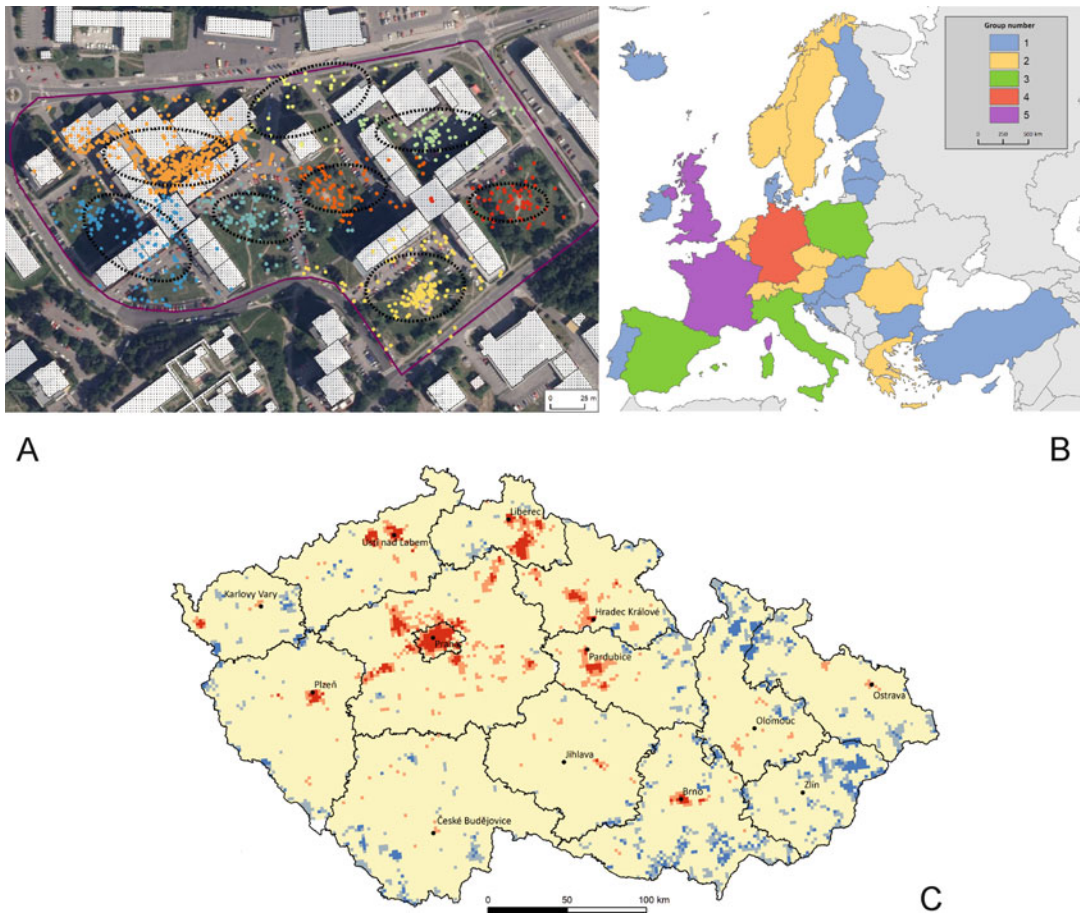 Group number
1
2
3
4
5
0 250 500 km
0 25 m
A
B
Liberec
Ústí nad Labem
Karlovy Vary
Hradec Králové
Praha
Pardubice
Plzeň
Ostrava
Olomouc
Jihlava
Zlín
Brno
České Budějovice
0 50 100 km
C